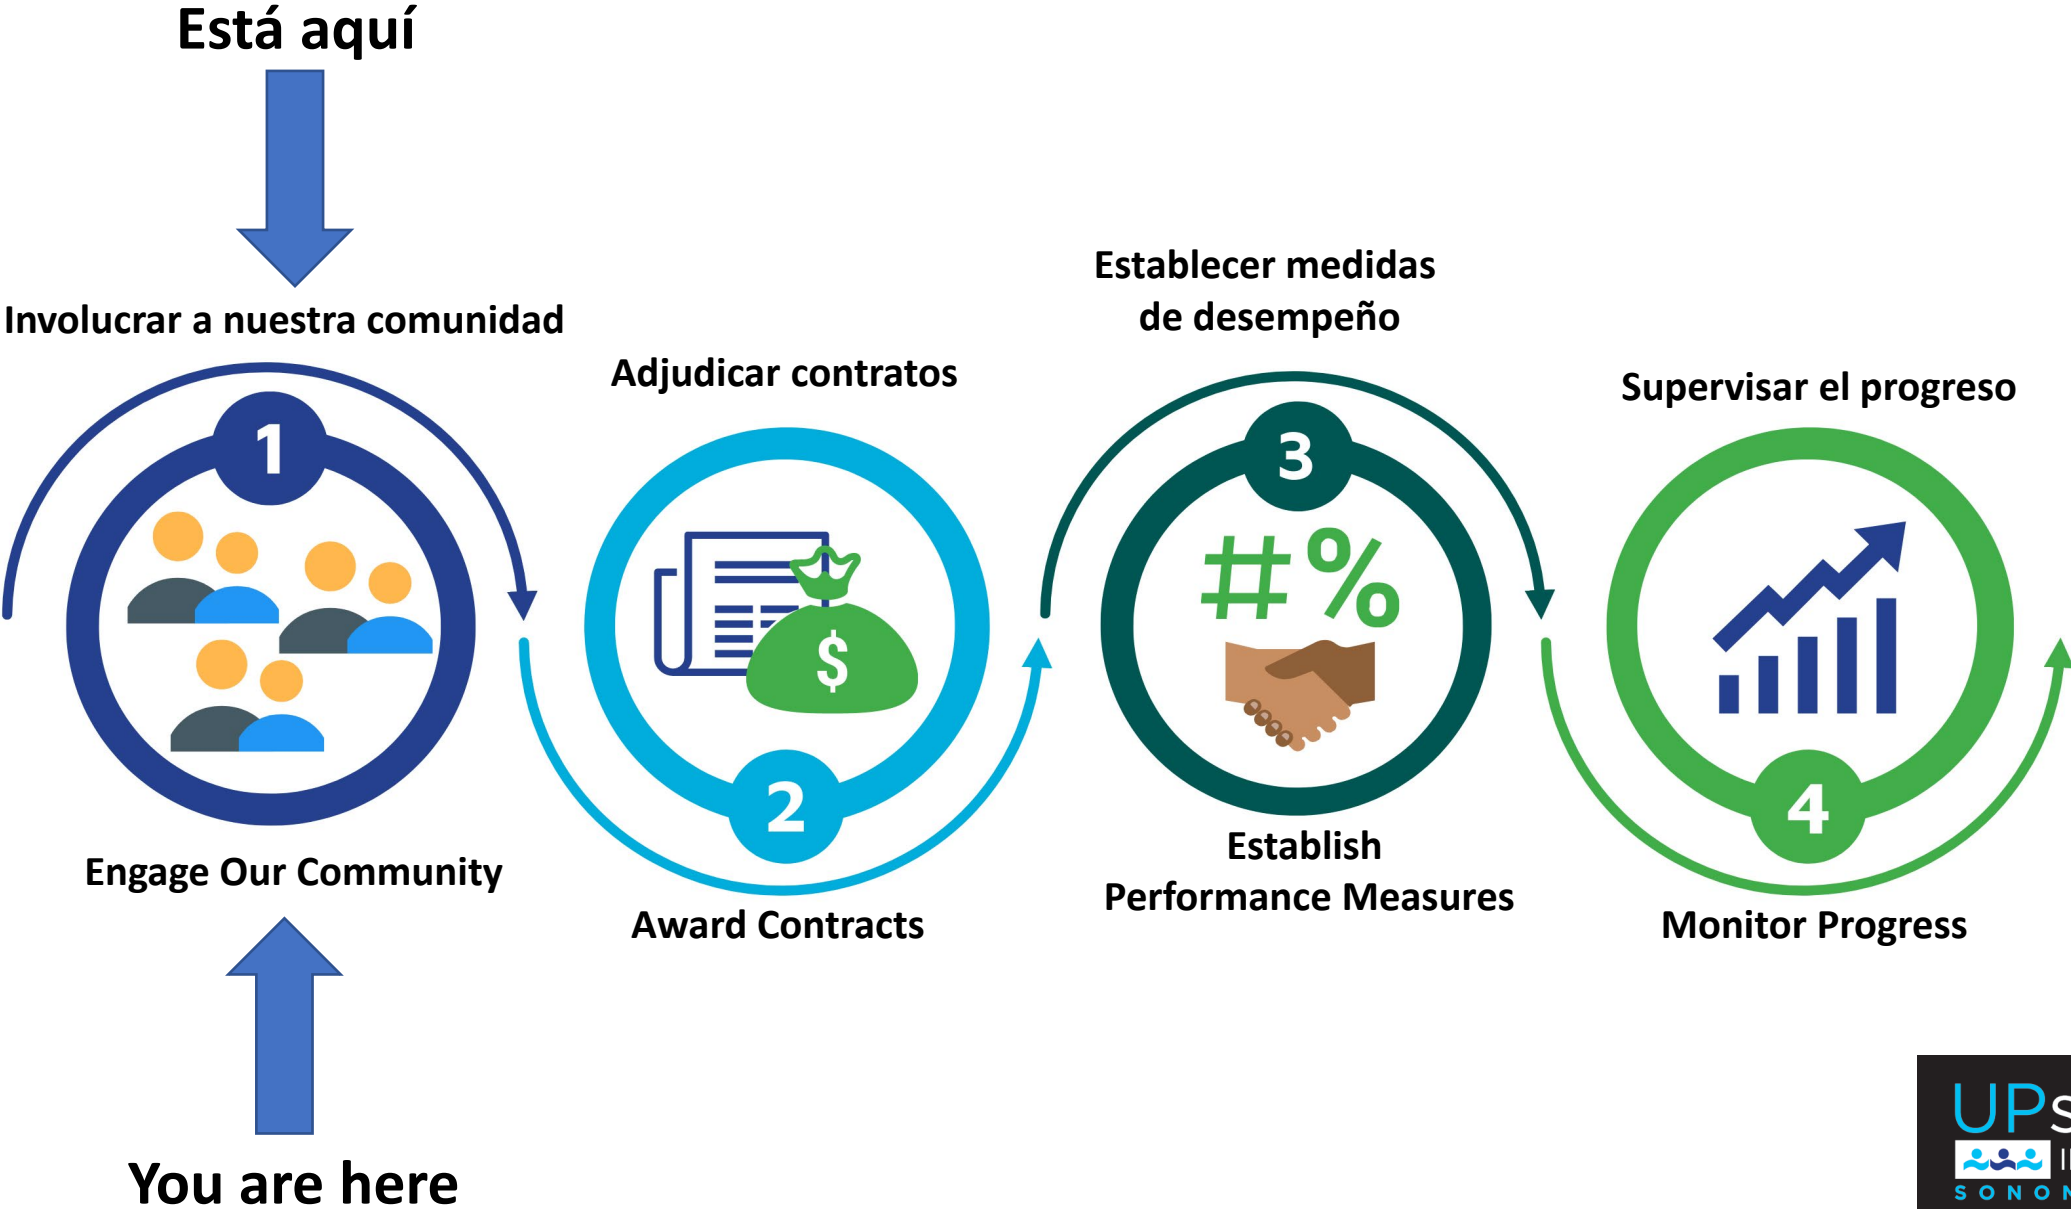 Está aquí
Involucrar a nuestra comunidad
1
Engage Our Community
You are here
Adjudicar contratos
$
2
Award Contracts
Establecer medidas
de desempeño
3
#%
Establish
Performance Measures
Supervisar el progreso
4
Monitor Progress